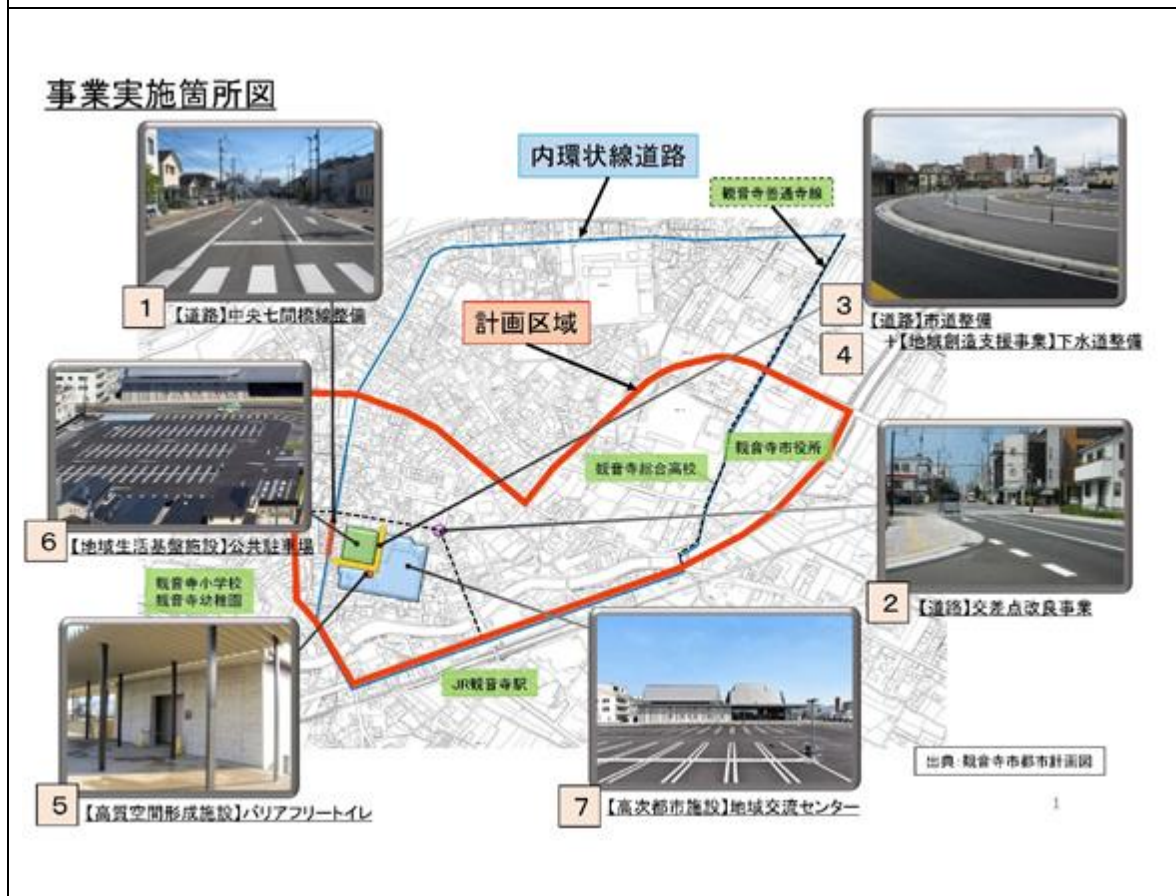 事業実施箇所図
内環状線道路
観音寺善通寺線
1
【道路】中央七間橋線整備
3
【道路】市道整備
4
+【地域創造支援事業】下水道整備
計画区域
観音寺市役所
観音寺総合高校
6
【地域生活基盤施設】公共駐車場
2
【道路】交差点改良事業
観音寺小学校
観音寺幼稚園
JR観音寺駅
出典:観音寺市都市計画図
5
【高質空間形成施設】バリアフリートイレ
7
【高次都市施設】地域交流センター
1